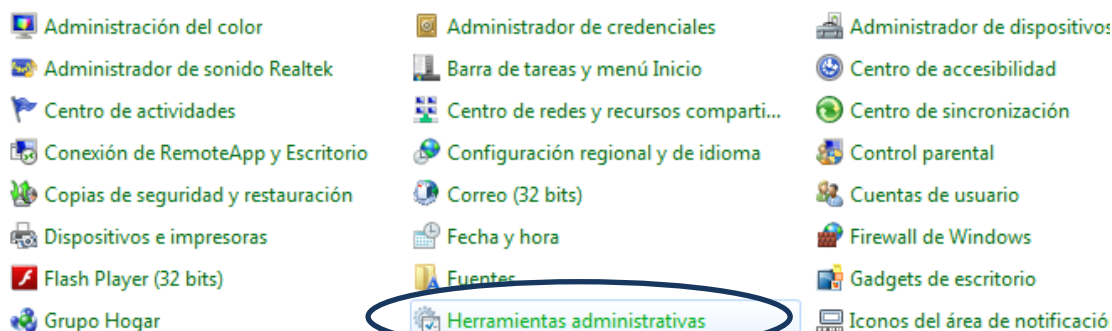 Administración del color
Administrador de credenciales
Administrador de dispositivos
Administrador de sonido Realtek
Barra de tareas y menú Inicio
Centro de accesibilidad
Centro de actividades
Centro de redes y recursos comparti...
Centro de sincronización
Conexión de RemoteApp y Escritorio
Configuración regional y de idioma
Control parental
Copias de seguridad y restauración
Correo (32 bits)
Cuentas de usuario
Dispositivos e impresoras
Fecha y hora
Firewall de Windows
Flash Player (32 bits)
Fuentes
Gadgets de escritorio
Grupo Hogar
Herramientas administrativas
Iconos del área de notificació